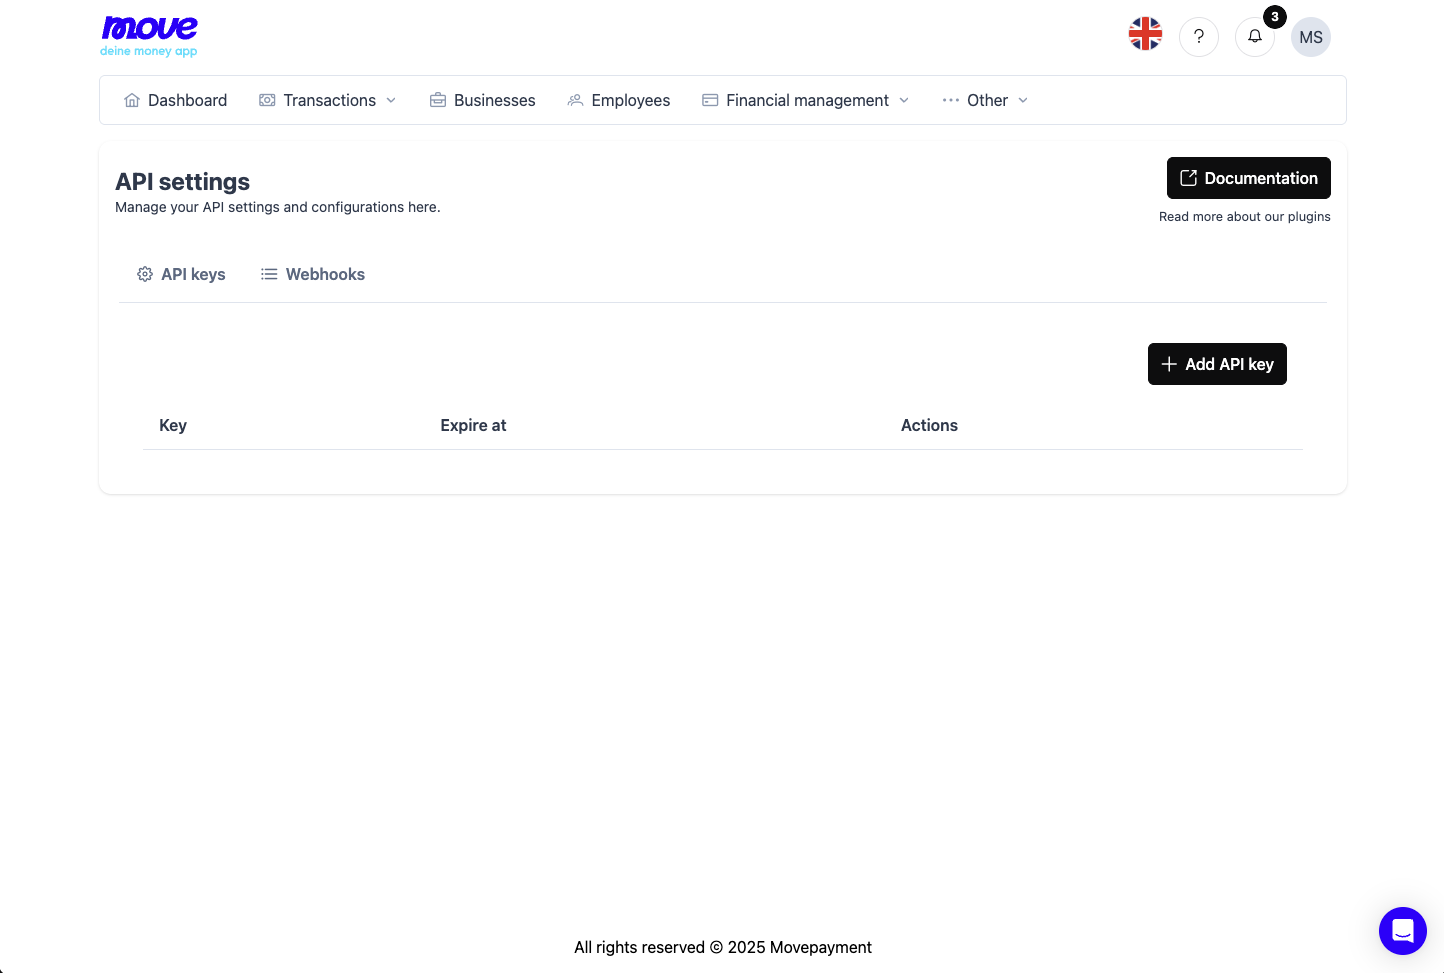 move
deine money app
?
3
MS
Dashboard
Transactions
Businesses
Employees
Financial management
Other
API settings
Manage your API settings and configurations here.
Documentation
Read more about our plugins
API keys
Webhooks
Add API key
Key
Expire at
Actions
All rights reserved © 2025 Movepayment